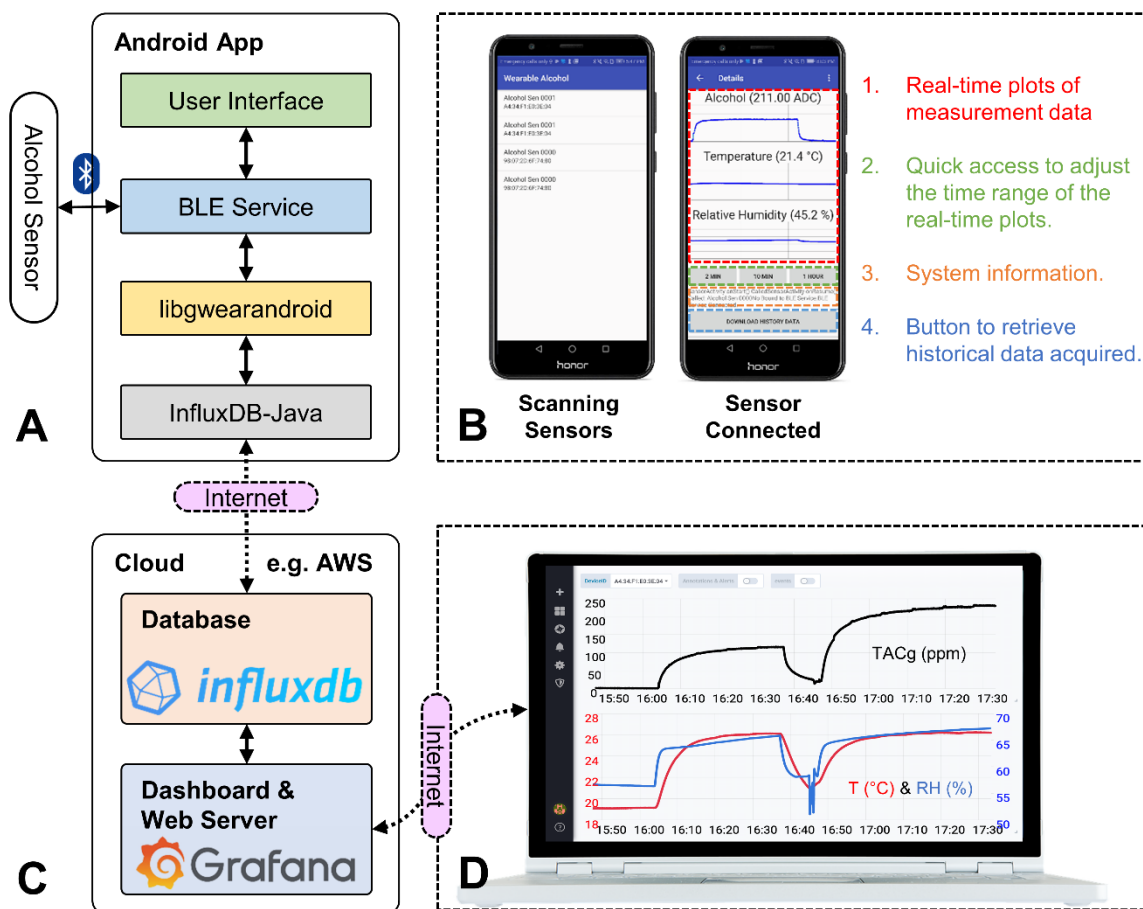 Android App
User Interface
BLE Service
libgwearandroid
InfluxDB-Java
Alcohol Sensor
A
Internet
Wearable Alcohol
Alcohol Sen 0001
A4:34:F1:E0:3E:04
Alcohol Sen 0001
A4:34:F1:E0:3E:04
Alcohol Sen 0000
98:07:2D:6F:74:80
Alcohol Sen 0000
98:07:2D:6F:74:80
honor
Scanning
Sensors
Details
Alcohol (211.00 ADC)
Temperature (21.4 °C)
Relative Humidity (45.2 %)
2 MIN
10 MIN
1 HOUR
DOWNLOAD HISTORY DATA
honor
Sensor
Connected
B
1. Real-time plots of
measurement data
2. Quick access to adjust
the time range of the
real-time plots.
3. System information.
4. Button to retrieve
historical data acquired.
Cloud e.g. AWS
Database
influxdb
Dashboard &
Web Server
Grafana
C
Internet
DeviceID A4:34:F1:E0:3E:04
Annotations & Alerts
250
200
150
100
50
0
TACg (ppm)
15:50 16:00 16:10 16:20 16:30 16:40 16:50 17:00 17:10 17:20 17:30
28
26
24
22
20
18
70
65
60
55
50
T (°C) & RH (%)
15:50 16:00 16:10 16:20 16:30 16:40 16:50 17:00 17:10 17:20 17:30
D